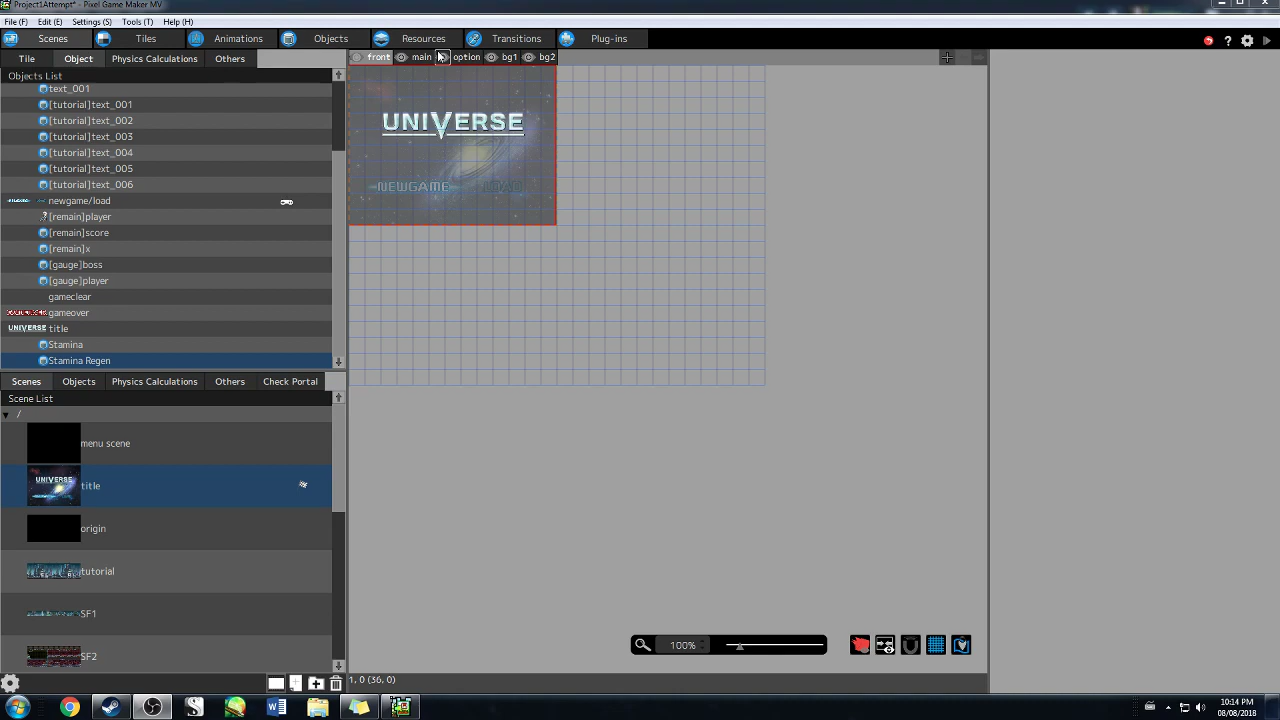 Project1Attempt* - Pixel Game Maker MV
File (F) Edit (E) Settings (S) Tools (T) Help (H)
Scenes Tiles Animations Objects Resources Transitions Plug-ins
Tile Object Physical Calculations Others
front main option bg1 bg2
Objects List
text_001
[tutorial]text_001
[tutorial]text_002
[tutorial]text_003
[tutorial]text_004
[tutorial]text_005
[tutorial]text_006
newgame/load
[remain]player
[remain]score
[remain]x
[gauge]boss
[gauge]player
gameclear
gameover
UNIVERSE title
Stamina
Stamina Regen
UNIVERSE
NEWGAME LOAD
Scenes Objects Physical Calculations Others Check Portal
Scene List
/
menu scene
UNIVERSE title
origin
tutorial
SF1
SF2
100%
1, 0 (36, 0)
10:14 PM
08/08/2018